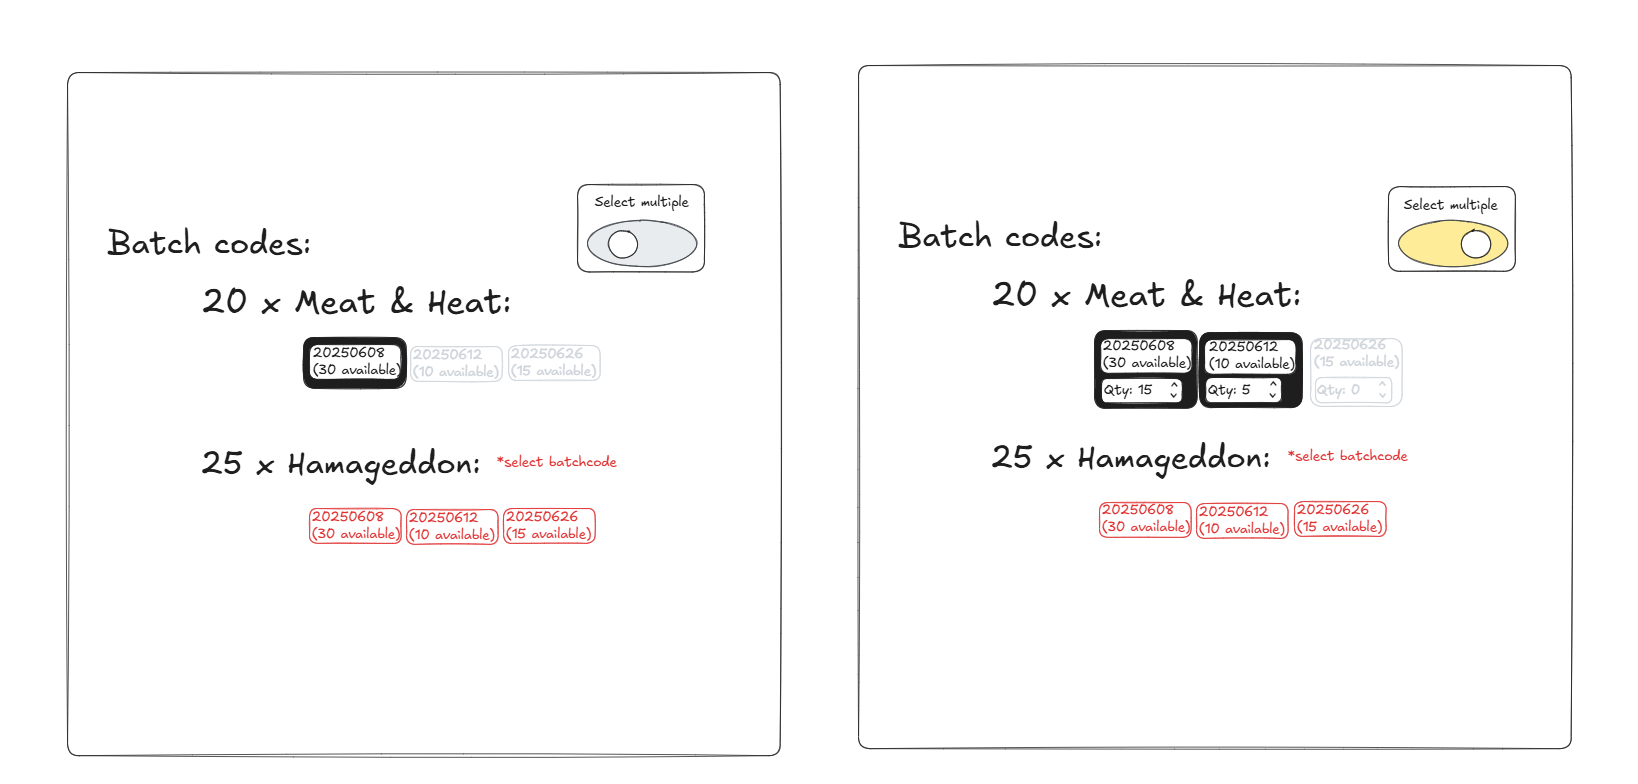 Select multiple
Batch codes:
20 x Meat & Heat:
20250608
(30 available)
20250612
(10 available)
20250626
(15 available)
25 x Hamageddon:
*select batchcode
20250608
(30 available)
20250612
(10 available)
20250626
(15 available)
Select multiple
Batch codes:
20 x Meat & Heat:
20250608
(30 available)
Qty: 15
20250612
(10 available)
Qty: 5
20250626
(15 available)
Qty: 0
25 x Hamageddon:
*select batchcode
20250608
(30 available)
20250612
(10 available)
20250626
(15 available)